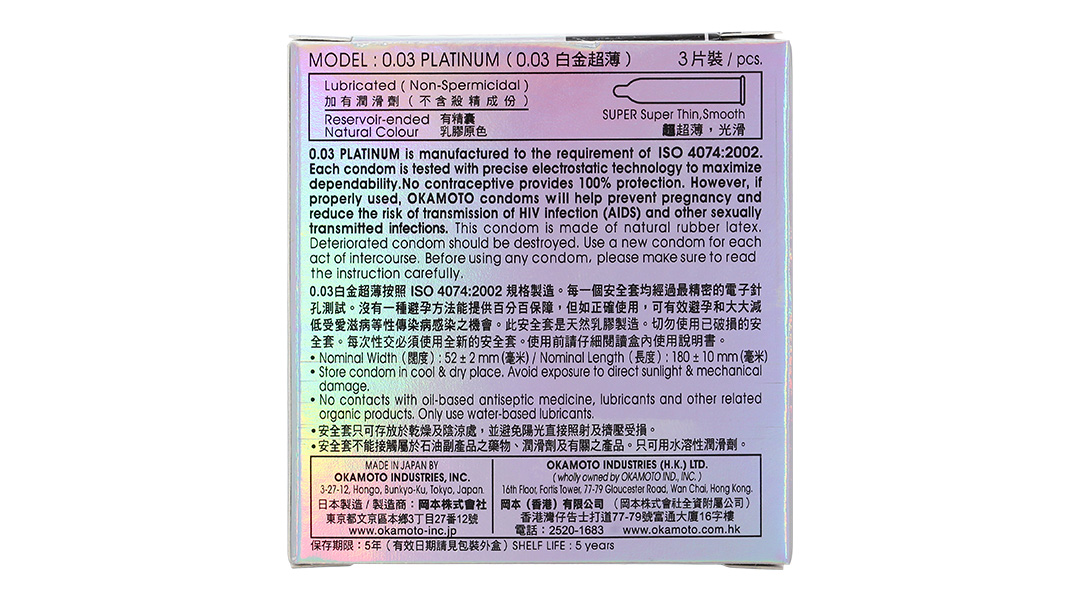 MODEL : 0.03 PLATINUM ( 0.03 白金超薄 ) 3片裝 / pcs.
Lubricated ( Non-Spermicidal )
加有潤滑劑 ( 不含殺精成份 )
Reservoir-ended 有精囊
Natural Colour 乳膠原色
SUPER Super Thin,Smooth
超超薄，光滑
0.03 PLATINUM is manufactured to the requirement of ISO 4074:2002.
Each condom is tested with precise electrostatic technology to maximize
dependability.No contraceptive provides 100% protection. However, if
properly used, OKAMOTO condoms will help prevent pregnancy and
reduce the risk of transmission of HIV infection (AIDS) and other sexually
transmitted infections. This condom is made of natural rubber latex.
Deteriorated condom should be destroyed. Use a new condom for each
act of intercourse. Before using any condom, please make sure to read
the instruction carefully.
0.03白金超薄按照 ISO 4074:2002 規格製造。每一個安全套均經過最精密的電子針
孔測試。沒有一種避孕方法能提供百分百保障，但如正確使用，可有效避孕和大大減
低受愛滋病等性傳染病感染之機會。此安全套是天然乳膠製造。切勿使用已破損的安
全套。每次性交必須使用全新的安全套。使用前請仔細閱讀盒內使用說明書。
• Nominal Width (闊度) : 52 ± 2 mm (毫米) / Nominal Length (長度) : 180 ± 10 mm (毫米)
• Store condom in cool & dry place. Avoid exposure to direct sunlight & mechanical
damage.
• No contacts with oil-based antiseptic medicine, lubricants and other related
organic products. Only use water-based lubricants.
• 安全套只可存放於乾燥及陰涼處，並避免陽光直接照射及擠壓受損。
• 安全套不能接觸屬於石油副產品之藥物、潤滑劑及有關之產品。只可用水溶性潤滑劑。
MADE IN JAPAN BY
OKAMOTO INDUSTRIES, INC.
3-27-12, Hongo, Bunkyo-Ku, Tokyo, Japan.
日本製造 / 製造商：岡本株式會社
東京都文京區本鄉3丁目27番12號
www.okamoto-inc.jp
OKAMOTO INDUSTRIES (H.K.) LTD.
( wholly owned by OKAMOTO IND., INC. )
16th Floor, Fortis Tower, 77-79 Gloucester Road, Wan Chai, Hong Kong.
岡本（香港）有限公司 （岡本株式會社全資附屬公司）
香港灣仔告士打道77-79號富通大廈16字樓
電話：2520-1683 www.okamoto.com.hk
保存期限：5年（有效日期請見包裝外盒）SHELF LIFE : 5 years